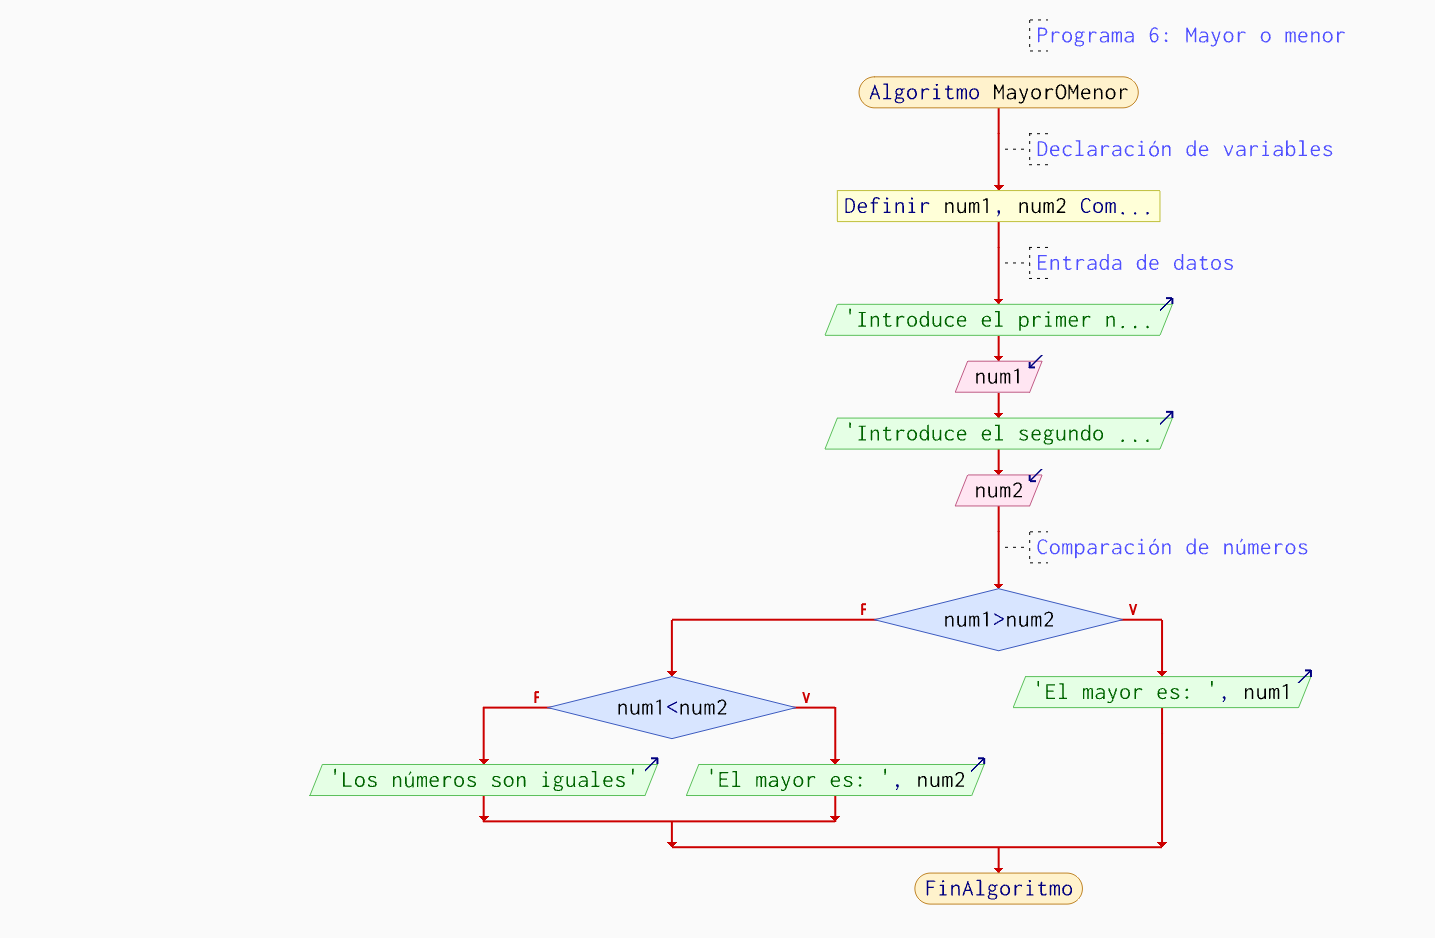 Programa 6: Mayor o menor
Algoritmo MayorOMenor
Declaración de variables
Definir num1, num2 Com...
Entrada de datos
'Introduce el primer n...
num1
'Introduce el segundo ...
num2
Comparación de números
F
num1>num2
V
F
num1<num2
V
'El mayor es: ', num1
'Los números son iguales'
'El mayor es: ', num2
FinAlgoritmo